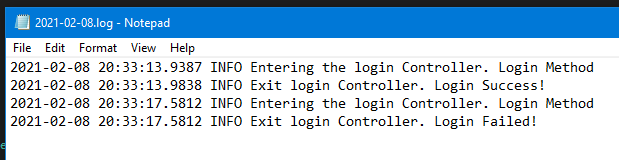 2021-02-08.log - Notepad
File Edit Format View Help
2021-02-08 20:33:13.9387 INFO Entering the login Controller. Login Method
2021-02-08 20:33:13.9838 INFO Exit login Controller. Login Success!
2021-02-08 20:33:17.5812 INFO Entering the login Controller. Login Method
2021-02-08 20:33:17.5812 INFO Exit login Controller. Login Failed!